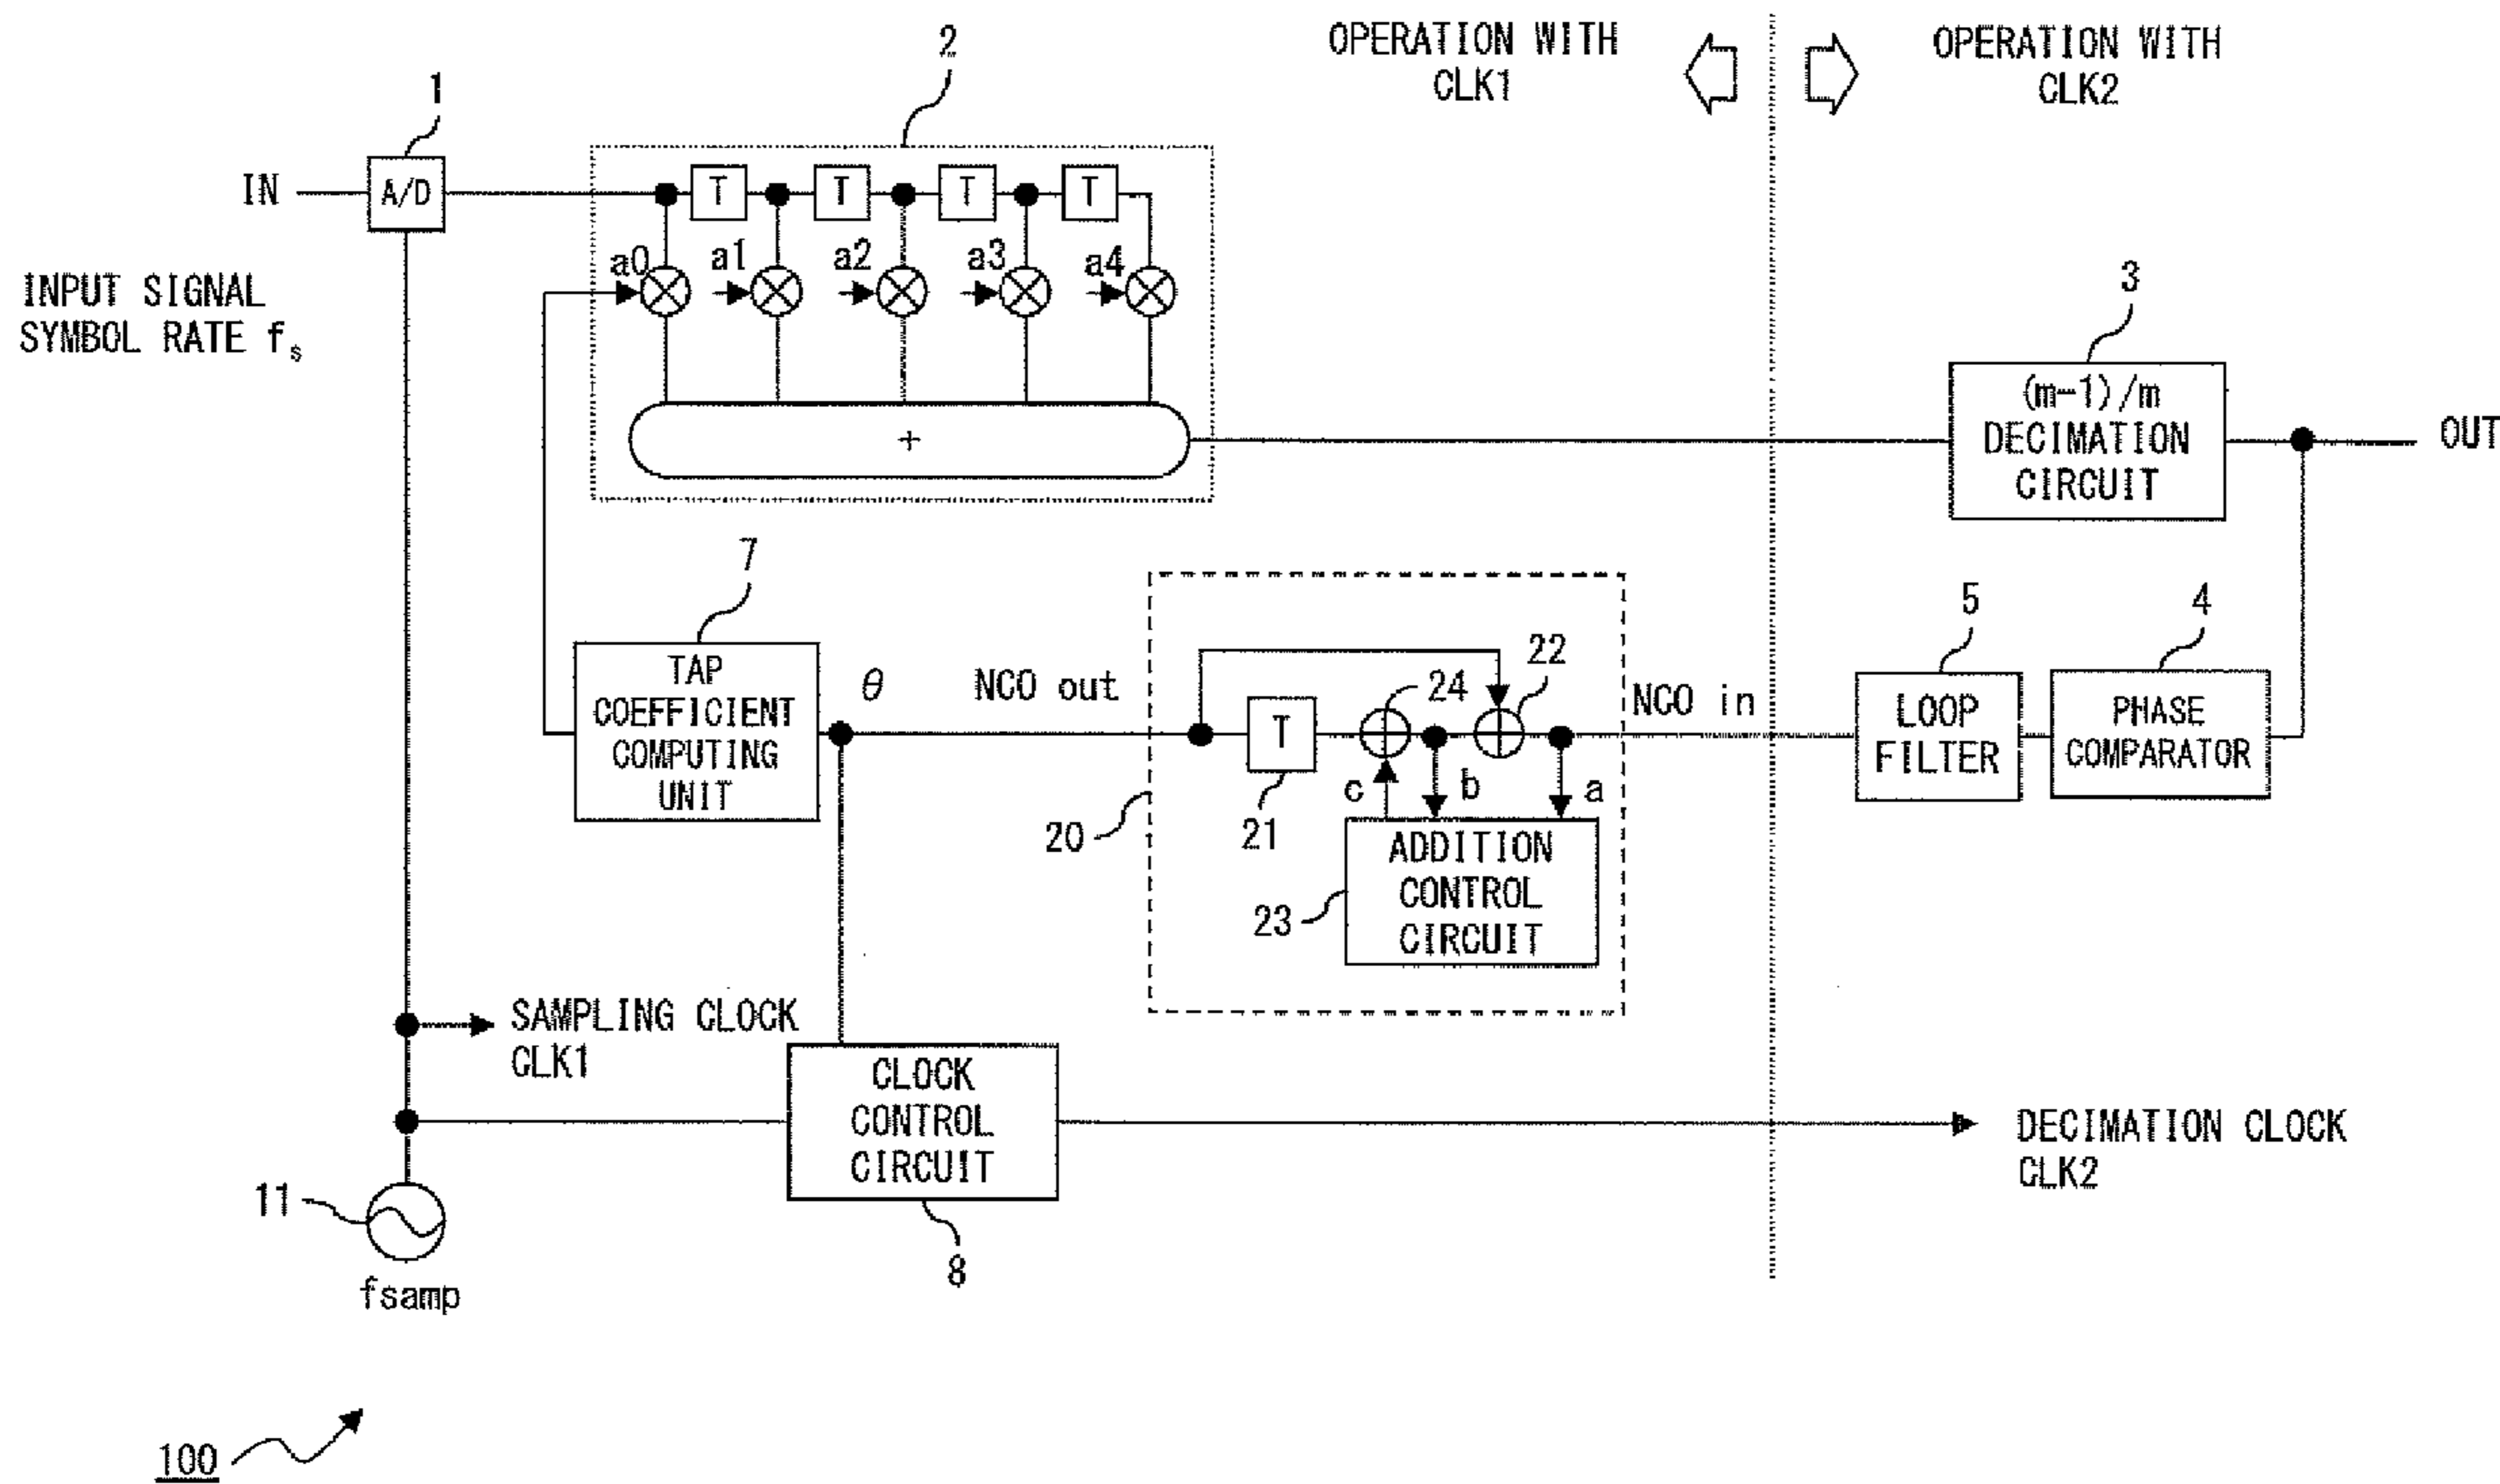 2
OPERATION WITH
CLK1
OPERATION WITH
CLK2
1
IN
A/D
T
T
T
T
a0
a1
a2
a3
a4
INPUT SIGNAL
SYMBOL RATE fs
+
3
(m-1)/m
DECIMATION
CIRCUIT
OUT
7
TAP
COEFFICIENT
COMPUTING
UNIT
θ
NCO out
T
24
22
NCO in
5
LOOP
FILTER
4
PHASE
COMPARATOR
c
b
a
20
21
23
ADDITION
CONTROL
CIRCUIT
SAMPLING CLOCK
CLK1
CLOCK
CONTROL
CIRCUIT
8
DECIMATION CLOCK
CLK2
11
fsamp
100